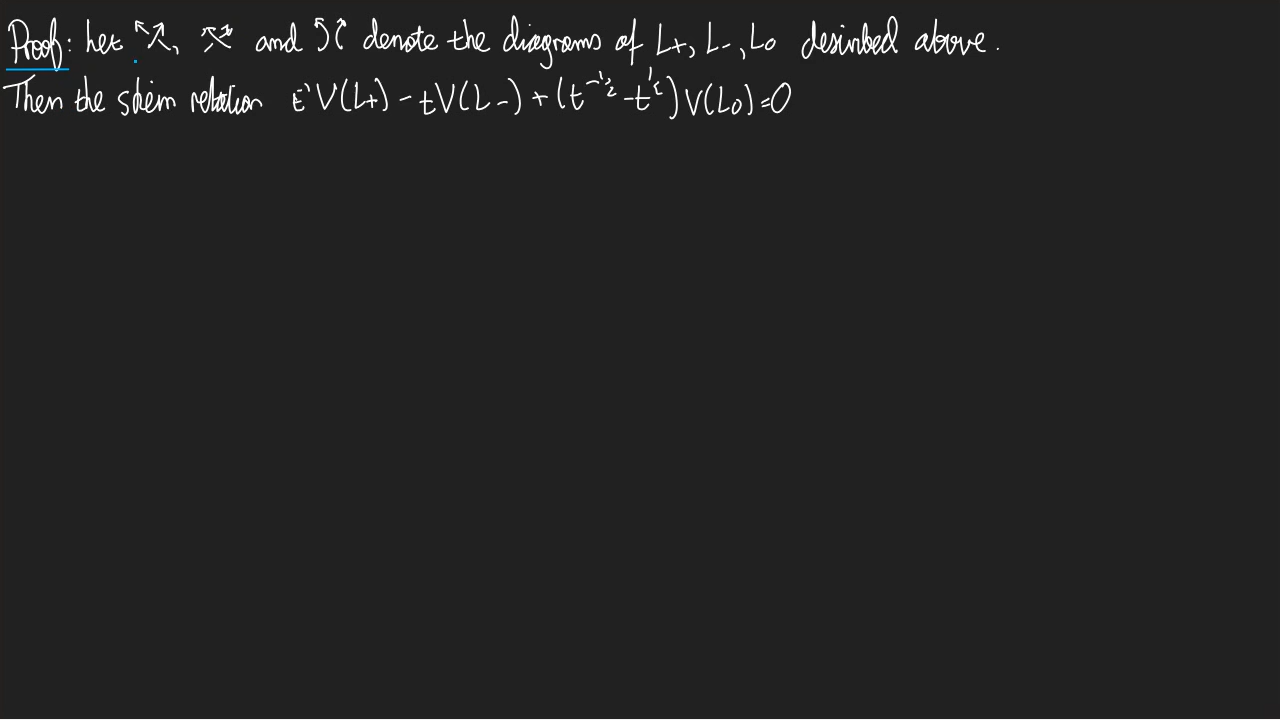 Proof: Let ⤲, ⤱ and ↰↱ denote the diagrams of L+, L-, L0 described above.
Then the skein relation t⁻¹V(L+) - tV(L-) + (t^{-1/2} - t^{1/2})V(L0) = 0